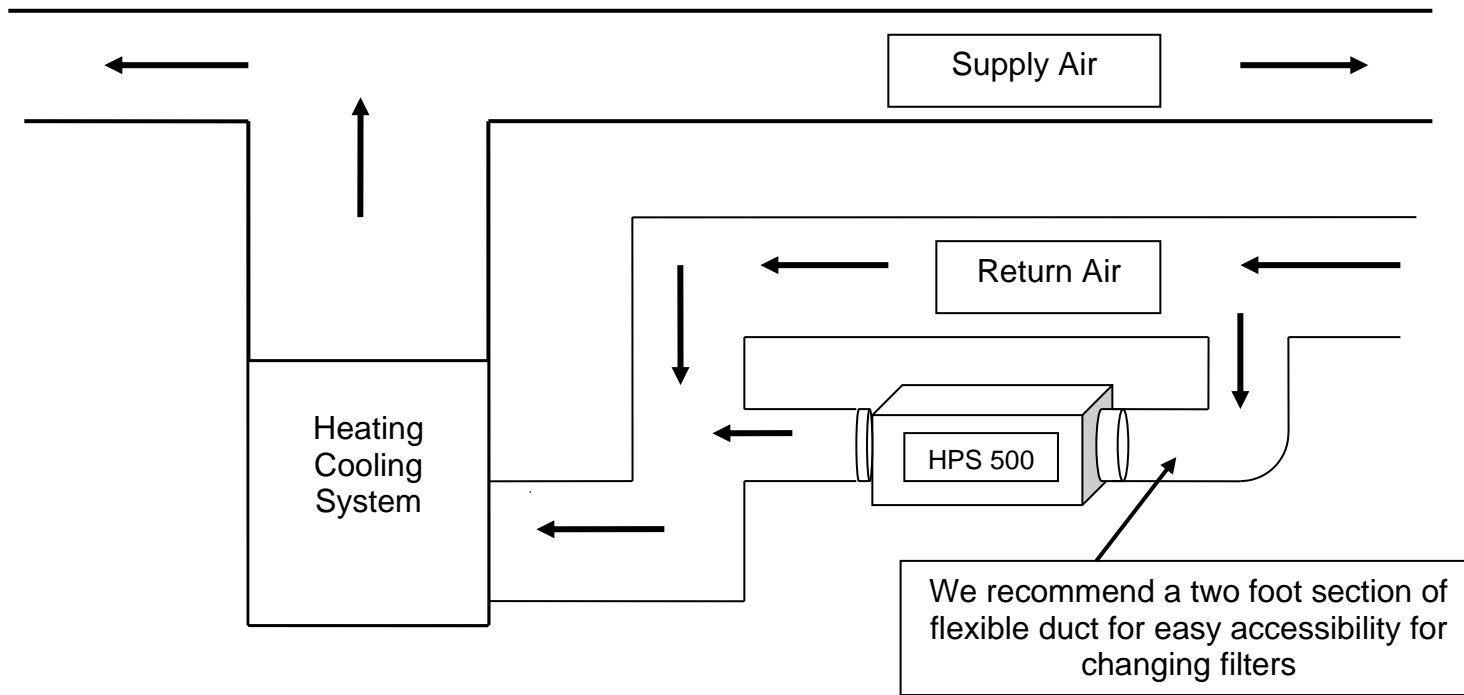 Supply Air
Return Air
Heating
Cooling
System
HPS 500
We recommend a two foot section of
flexible duct for easy accessibility for
changing filters